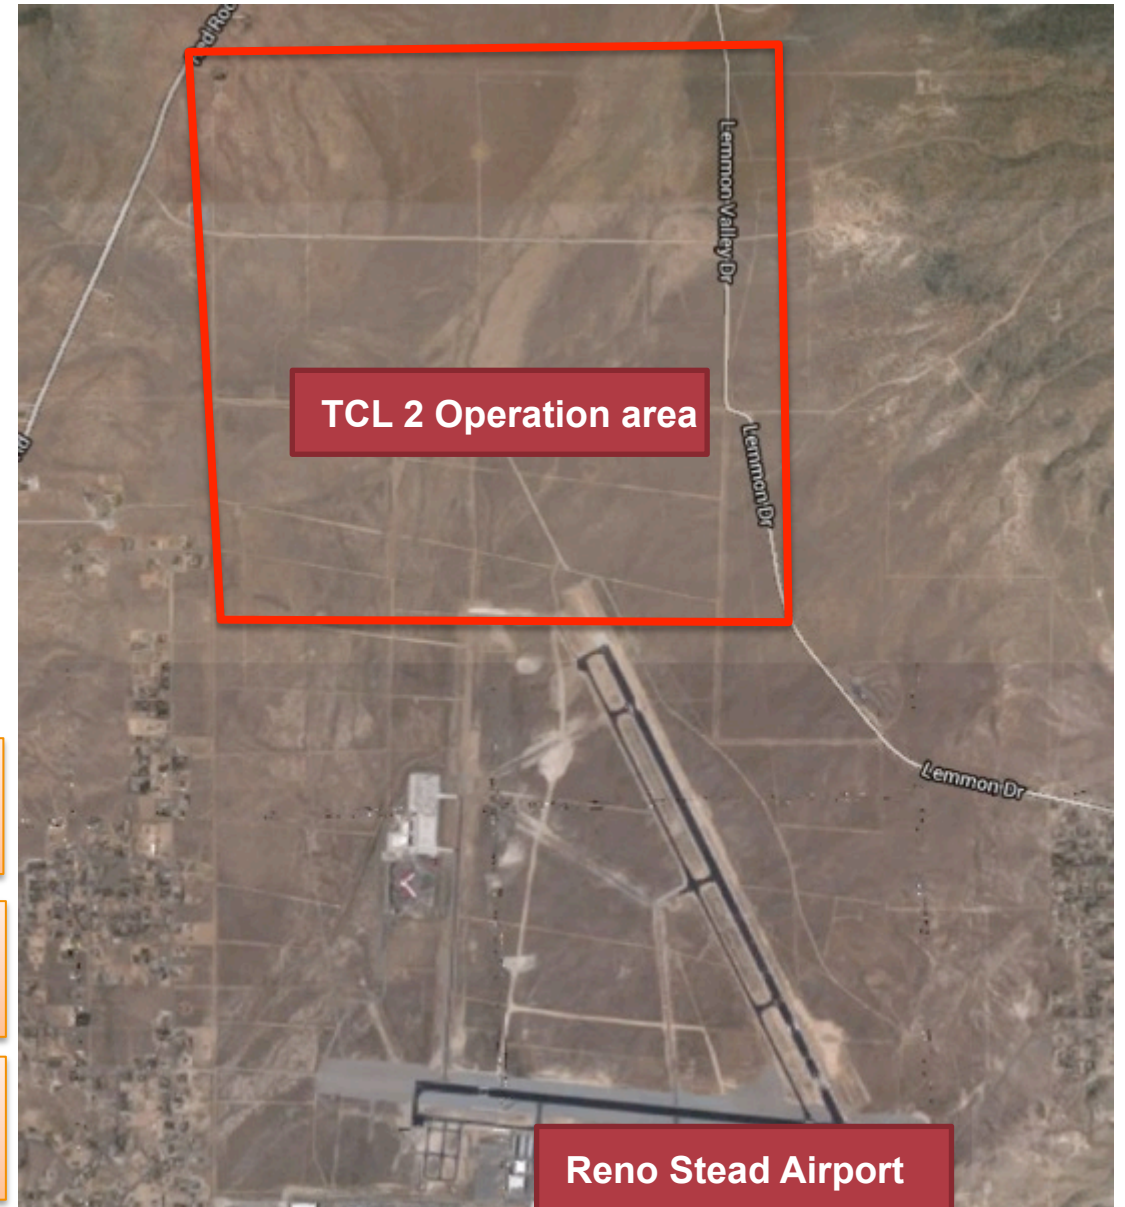 Lemmon Valley Dr
TCL 2 Operation area
Lemmon Dr
Lemmon Dr
Reno Stead Airport